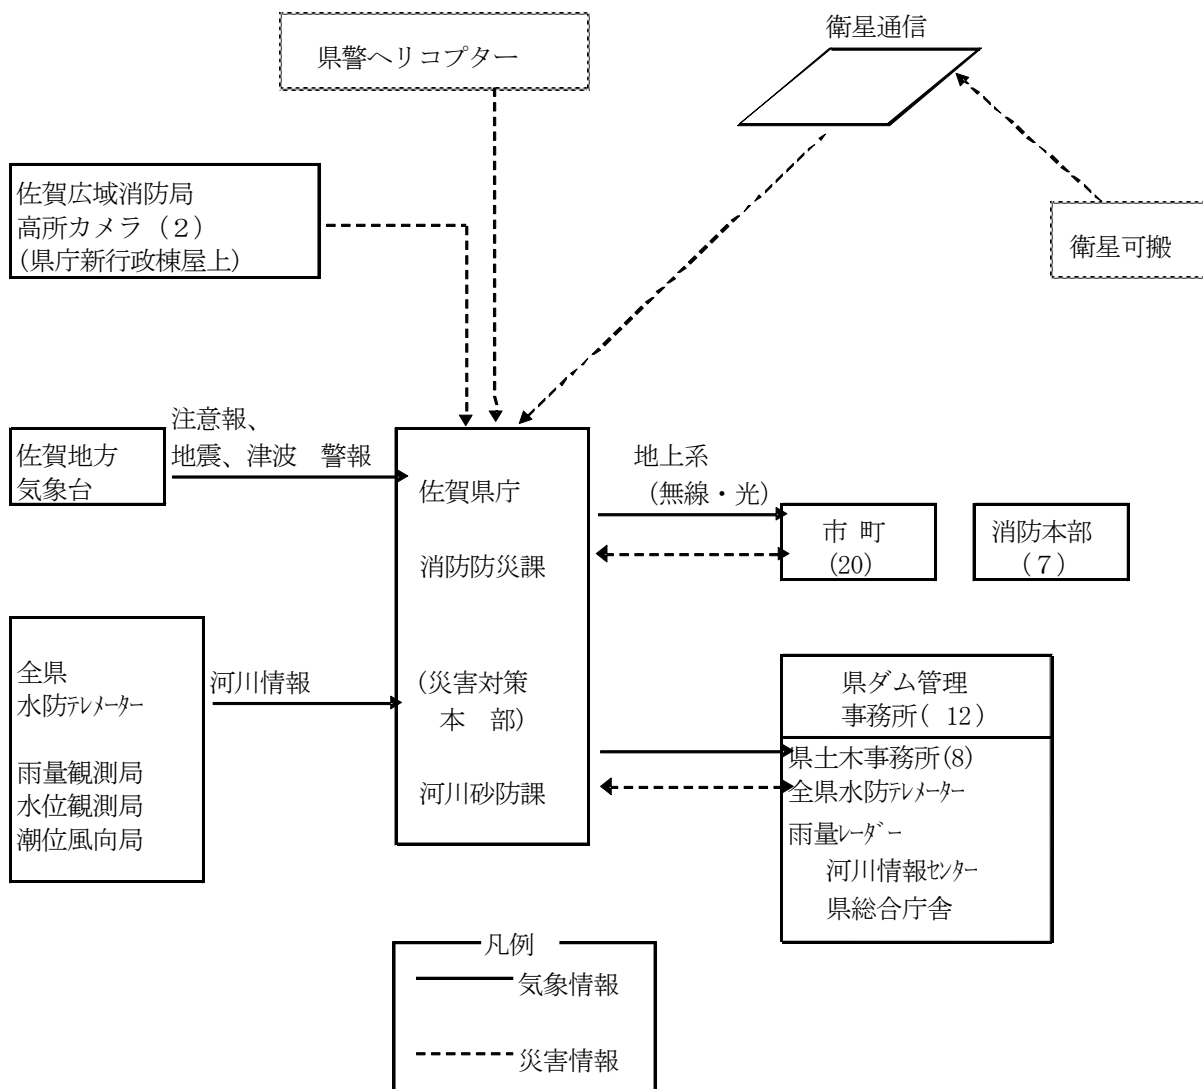 衛星通信
県警ヘリコプター
佐賀広域消防局
高所カメラ（２）
(県庁新行政棟屋上)
衛星可搬
注意報、
地震、津波　警報
佐賀地方
気象台
佐賀県庁
消防防災課
(災害対策
本　部)
河川砂防課
地上系
(無線・光)
市 町
(20)
消防本部
(７)
全県
水防ﾃﾚﾒｰﾀｰ
雨量観測局
水位観測局
潮位風向局
河川情報
県ダム管理
事務所( 12)
県土木事務所(8)
全県水防ﾃﾚﾒｰﾀｰ
雨量ﾚｰﾀﾞｰ
河川情報ｾﾝﾀｰ
県総合庁舎
凡例
気象情報
災害情報